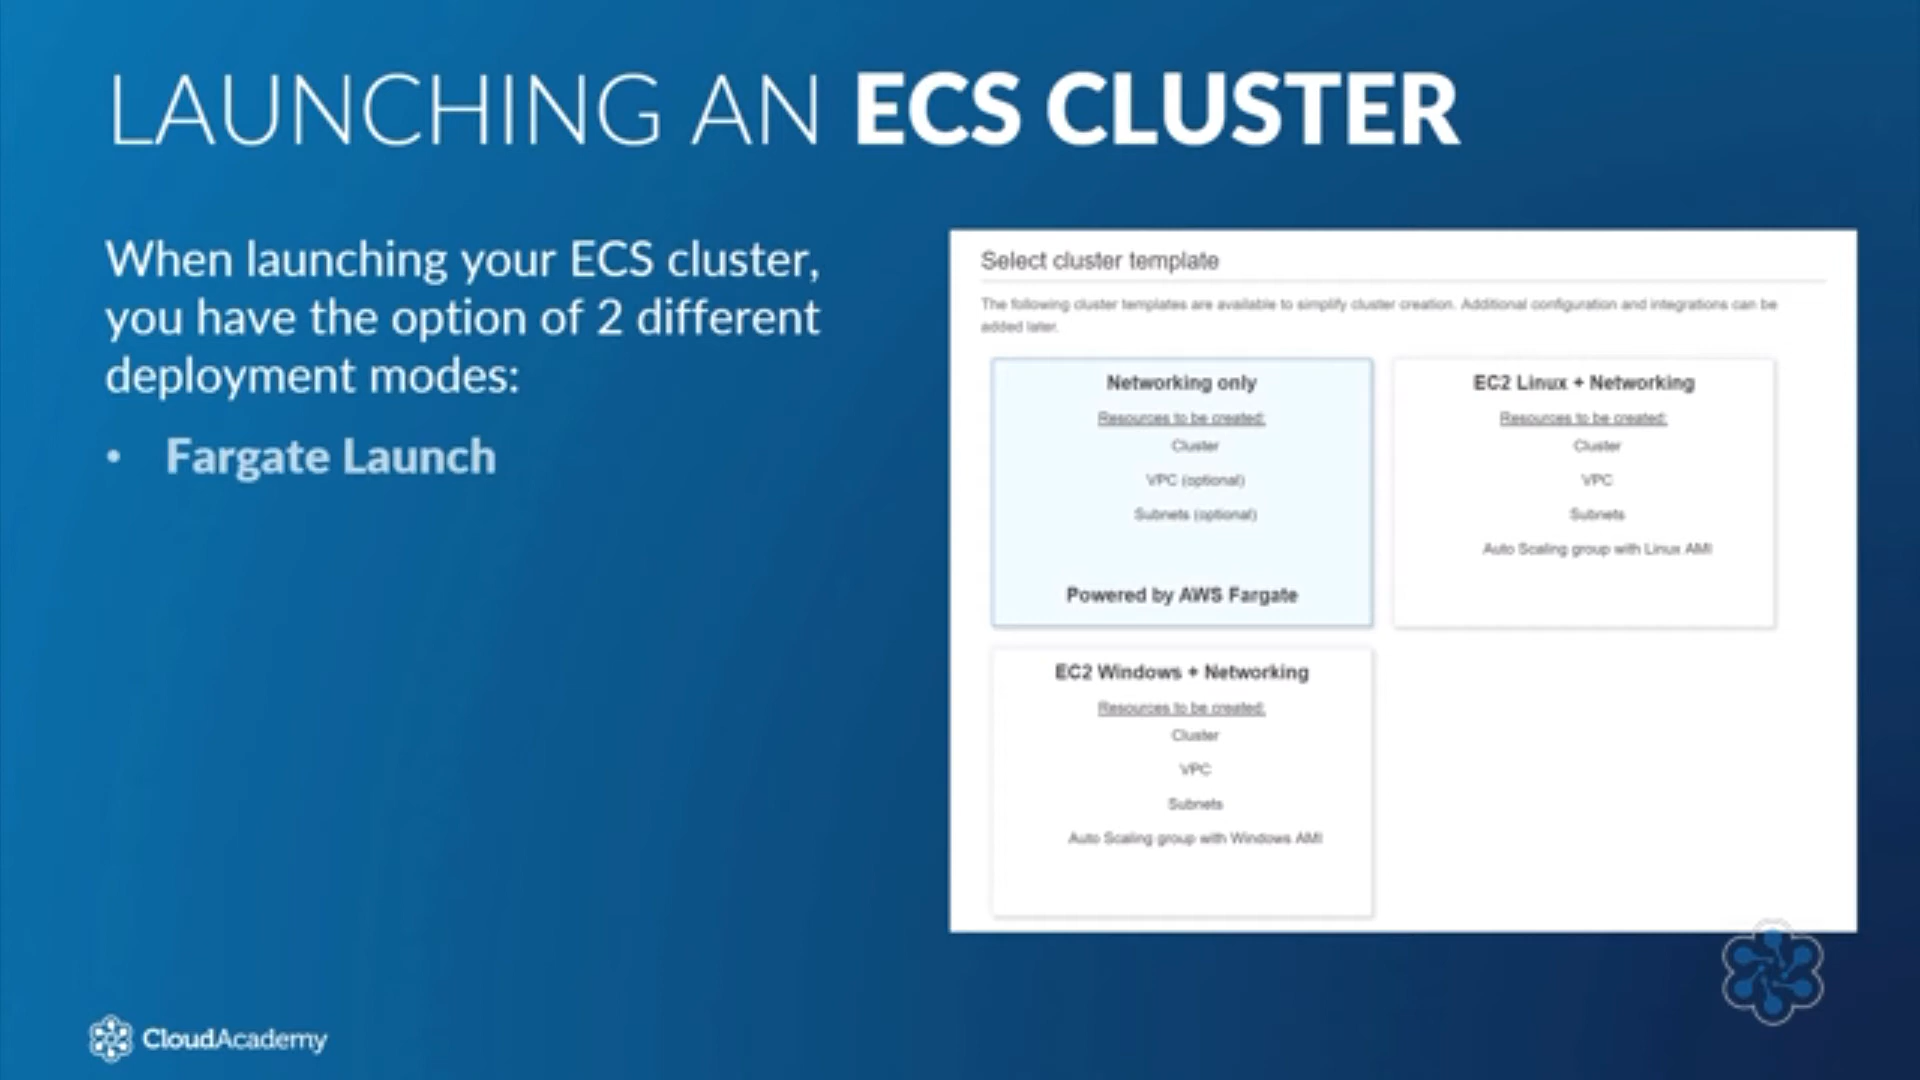 LAUNCHING AN ECS CLUSTER
When launching your ECS cluster,
you have the option of 2 different
deployment modes:
• Fargate Launch
Select cluster template
The following cluster templates are available to simplify cluster creation. Additional configuration and integrations can be
added later.
Networking only
Resources to be created:
Cluster
VPC (optional)
Subnets (optional)
Powered by AWS Fargate
EC2 Linux + Networking
Resources to be created:
Cluster
VPC
Subnets
Auto Scaling group with Linux AMI
EC2 Windows + Networking
Resources to be created:
Cluster
VPC
Subnets
Auto Scaling group with Windows AMI
CloudAcademy